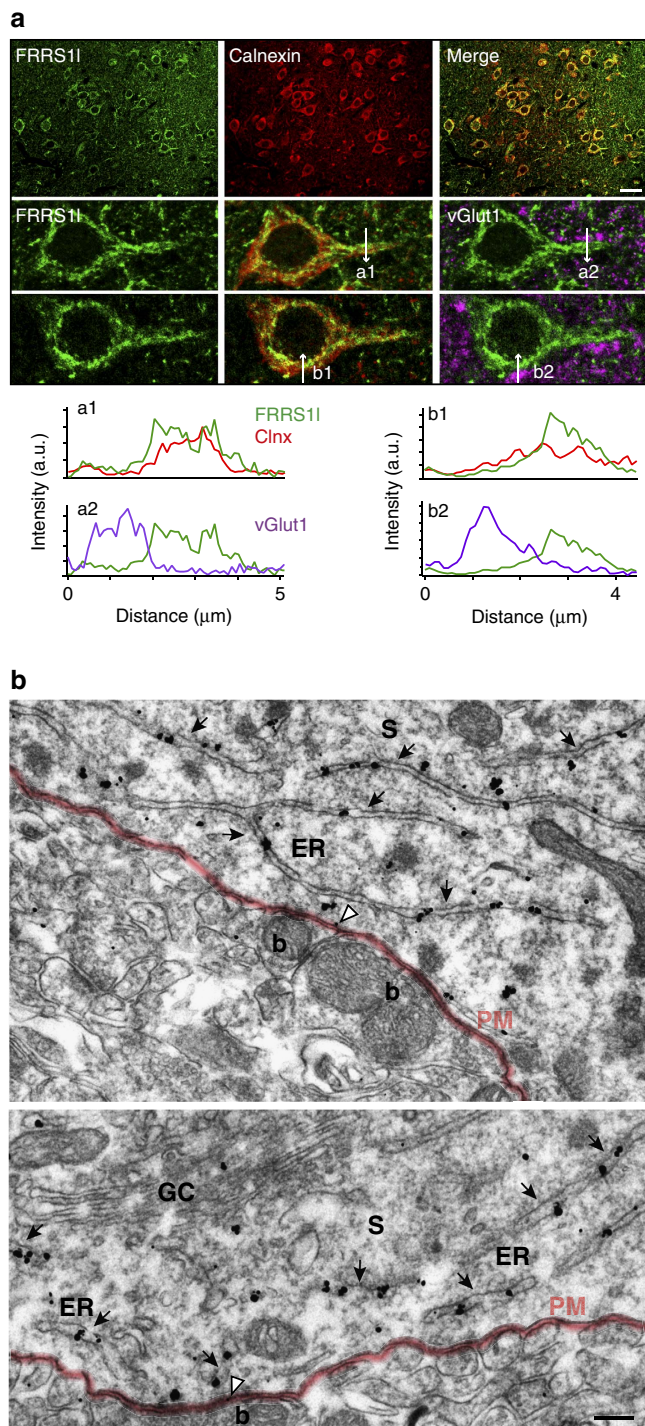 a
FRRS1l Calnexin Merge
FRRS1l vGlut1
a1 a2
b1 b2
a1 FRRS1l b1
Clnx
Intensity (a.u.) Intensity (a.u.)
a2 vGlut1 b2
0 5 0 4
Distance (μm) Distance (μm)
b
S
ER
b
b
PM
GC
S
ER
ER
PM
b